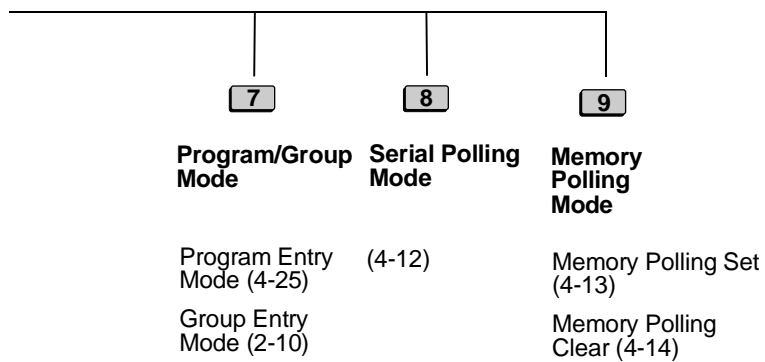 7
8
9
Program/Group
Mode
Serial Polling
Mode
Memory
Polling
Mode
Program Entry
Mode (4-25)
Group Entry
Mode (2-10)
(4-12)
Memory Polling Set
(4-13)
Memory Polling
Clear (4-14)